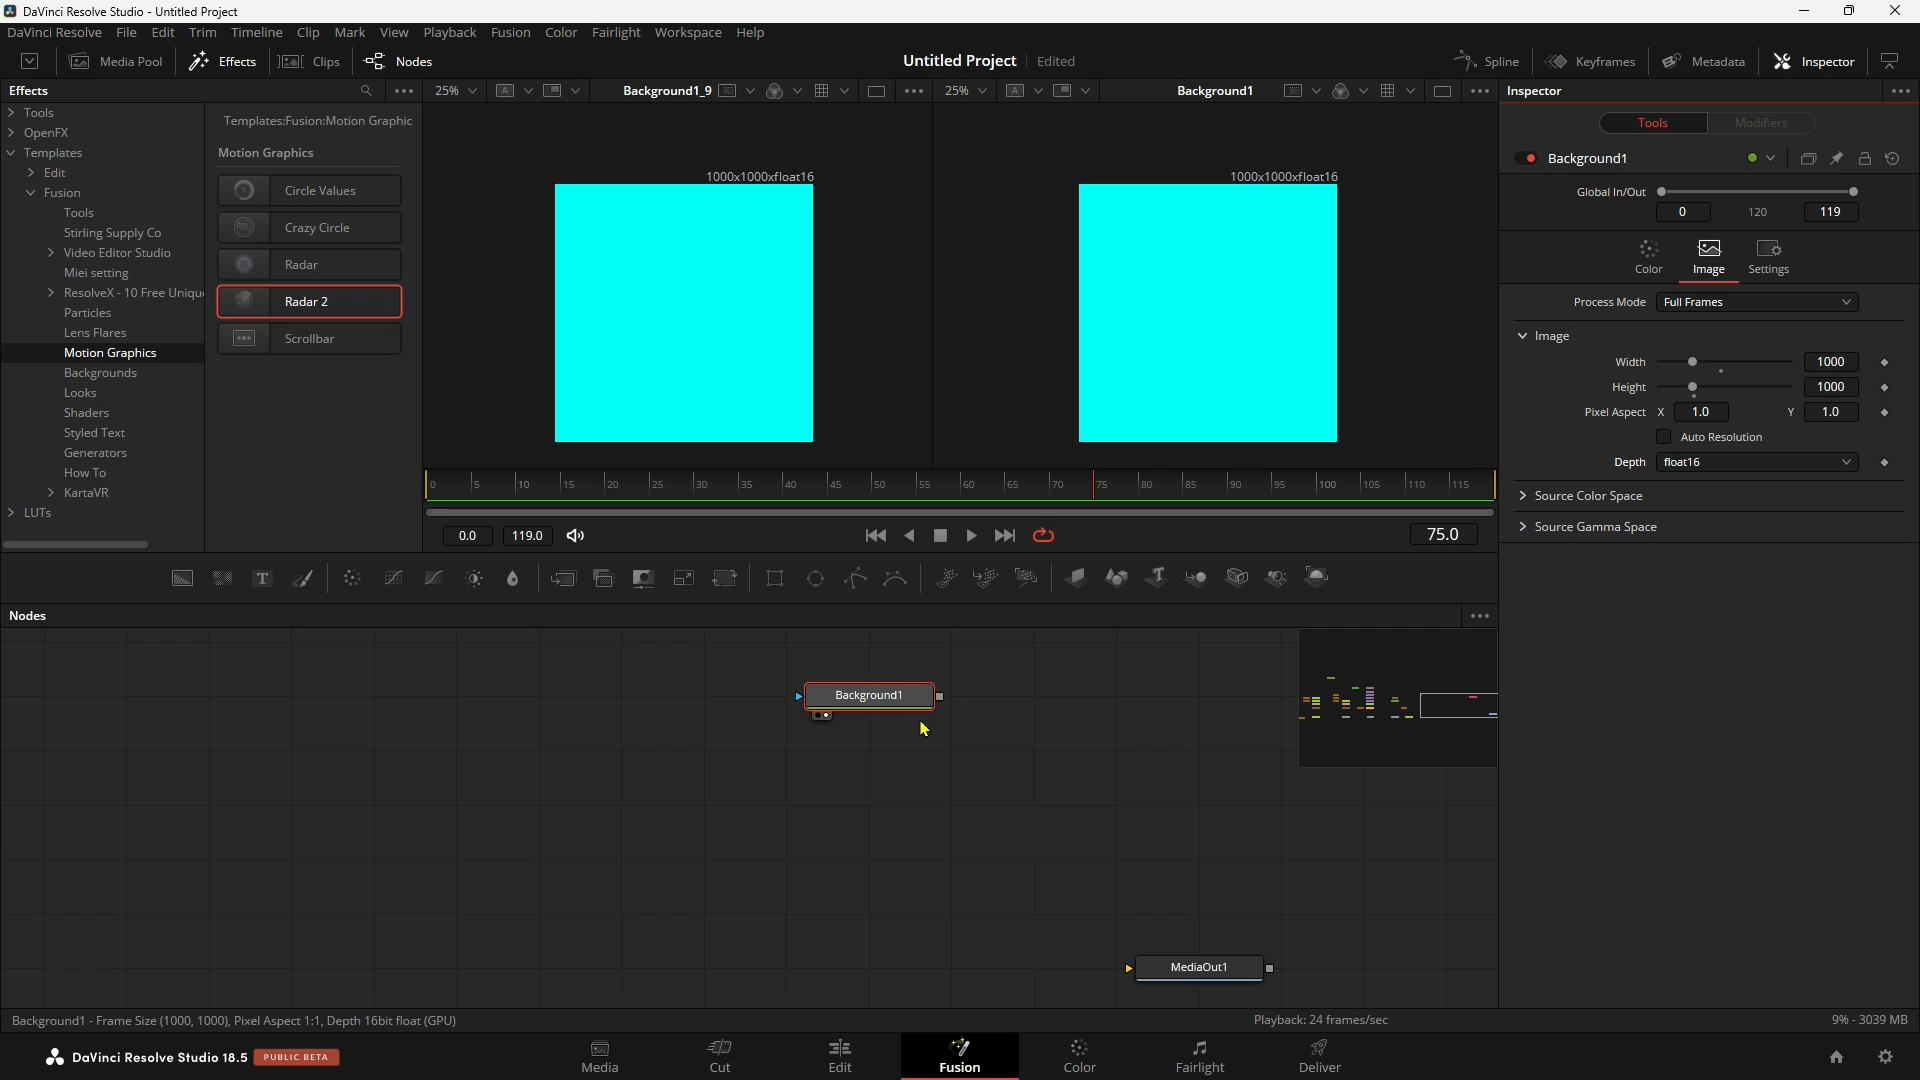 DaVinci Resolve Studio - Untitled Project
DaVinci Resolve File Edit Trim Timeline Clip Mark View Playback Fusion Color Fairlight Workspace Help
Media Pool Effects Clips Nodes Untitled Project Edited Spline Keyframes Metadata Inspector
Effects 25% A Background1_9 25% A Background1 Inspector
Tools
OpenFX
Templates
Edit
Fusion
Tools
Stirling Supply Co
Video Editor Studio
Miei setting
ResolveX - 10 Free Uniqu
Particles
Lens Flares
Motion Graphics
Backgrounds
Looks
Shaders
Styled Text
Generators
How To
KartaVR
LUTs
Templates:Fusion:Motion Graphic
Motion Graphics
Circle Values
Crazy Circle
Radar
Radar 2
Scrollbar
1000x1000xfloat16
1000x1000xfloat16
0 5 10 15 20 25 30 35 40 45 50 55 60 65 70 75 80 85 90 95 100 105 110 115
0.0 119.0 75.0
Tools Modifiers
Background1
Global In/Out
0 120 119
Color Image Settings
Process Mode Full Frames
Image
Width 1000
Height 1000
Pixel Aspect X 1.0 Y 1.0
Auto Resolution
Depth float16
Source Color Space
Source Gamma Space
T T
Nodes
Background1
MediaOut1
Background1 - Frame Size (1000, 1000), Pixel Aspect 1:1, Depth 16bit float (GPU) Playback: 24 frames/sec 9% - 3039 MB
DaVinci Resolve Studio 18.5 PUBLIC BETA Media Cut Edit Fusion Color Fairlight Deliver